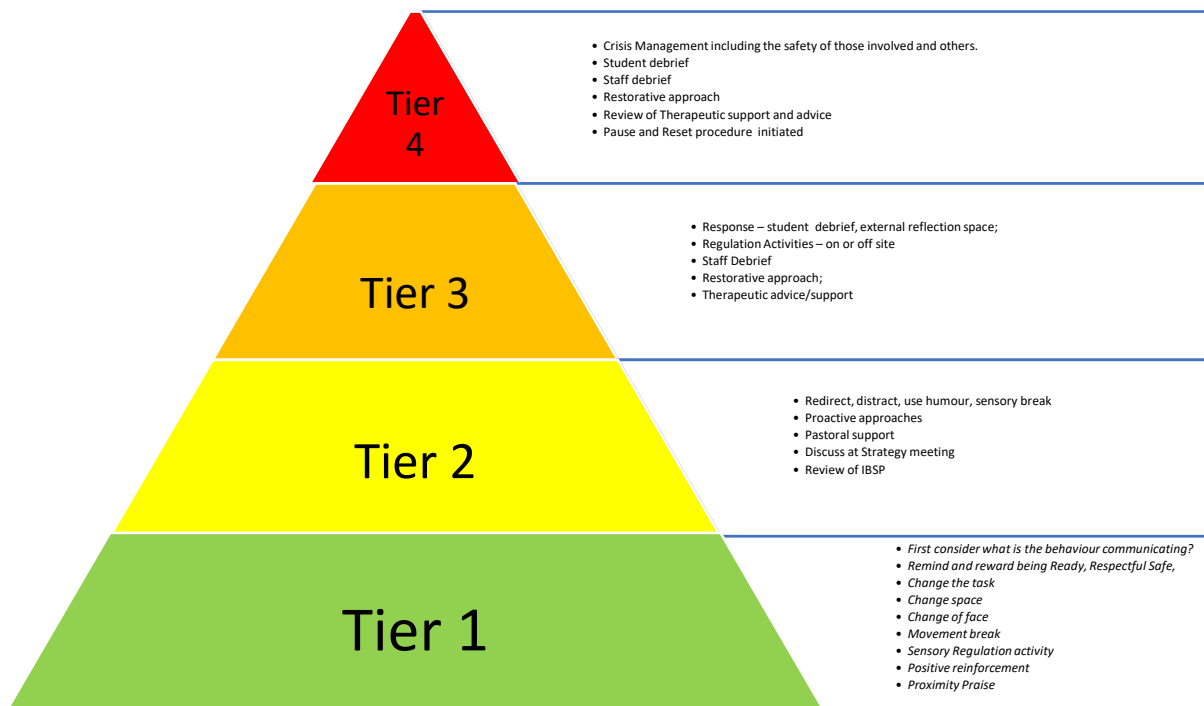 Tier
4
• Crisis Management including the safety of those involved and others.
• Student debrief
• Staff debrief
• Restorative approach
• Review of Therapeutic support and advice
• Pause and Reset procedure initiated
Tier 3
• Response – student debrief, external reflection space;
• Regulation Activities – on or off site
• Staff Debrief
• Restorative approach;
• Therapeutic advice/support
Tier 2
• Redirect, distract, use humour, sensory break
• Proactive approaches
• Pastoral support
• Discuss at Strategy meeting
• Review of IBSP
Tier 1
• First consider what is the behaviour communicating?
• Remind and reward being Ready, Respectful Safe,
• Change the task
• Change space
• Change of face
• Movement break
• Sensory Regulation activity
• Positive reinforcement
• Proximity Praise